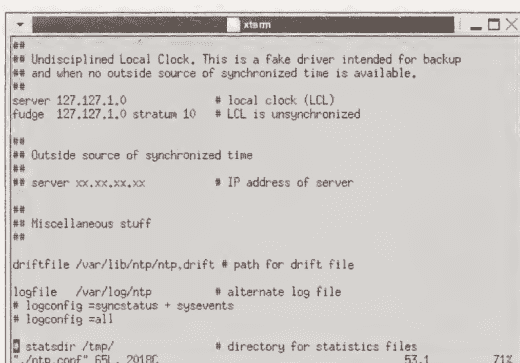 xterm
##
## Undisciplined Local Clock. This is a fake driver intended for backup
## and when no outside source of synchronized time is available.
##
server 127.127.1.0 # local clock (LCL)
fudge 127.127.1.0 stratum 10 # LCL is unsynchronized
##
## Outside source of synchronized time
##
## server xx.xx.xx.xx # IP address of server
##
## Miscellaneous stuff
##
driftfile /var/lib/ntp/ntp.drift # path for drift file
logfile /var/log/ntp # alternate log file
# logconfig =syncstatus + sysevents
# logconfig =all
# statsdir /tmp/ # directory for statistics files
"./ntp.conf" 65L, 2018C 53,1 71%